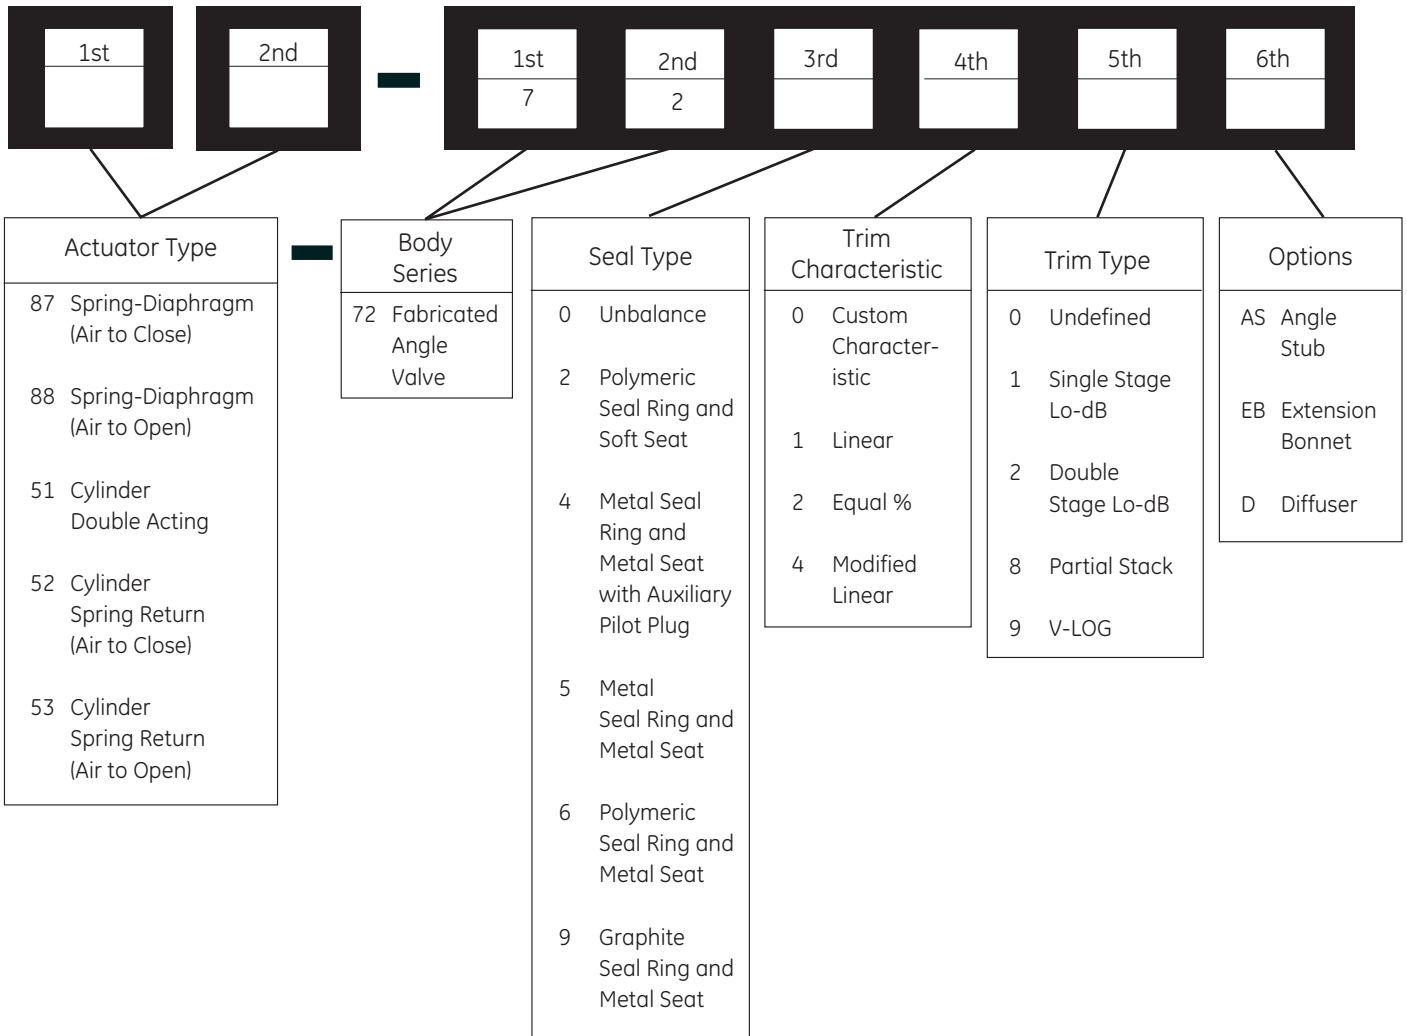 1st
2nd
1st
2nd
3rd
4th
5th
6th
7
2
Actuator Type
87 Spring-Diaphragm
(Air to Close)
88 Spring-Diaphragm
(Air to Open)
51 Cylinder
Double Acting
52 Cylinder
Spring Return
(Air to Close)
53 Cylinder
Spring Return
(Air to Open)
Body
Series
72 Fabricated
Angle
Valve
Seal Type
0 Unbalance
2 Polymeric
Seal Ring and
Soft Seat
4 Metal Seal
Ring and
Metal Seat
with Auxiliary
Pilot Plug
5 Metal
Seal Ring and
Metal Seat
6 Polymeric
Seal Ring and
Metal Seat
9 Graphite
Seal Ring and
Metal Seat
Trim
Characteristic
0 Custom
Character-
istic
1 Linear
2 Equal %
4 Modified
Linear
Trim Type
0 Undefined
1 Single Stage
Lo-dB
2 Double
Stage Lo-dB
8 Partial Stack
9 V-LOG
Options
AS Angle
Stub
EB Extension
Bonnet
D Diffuser